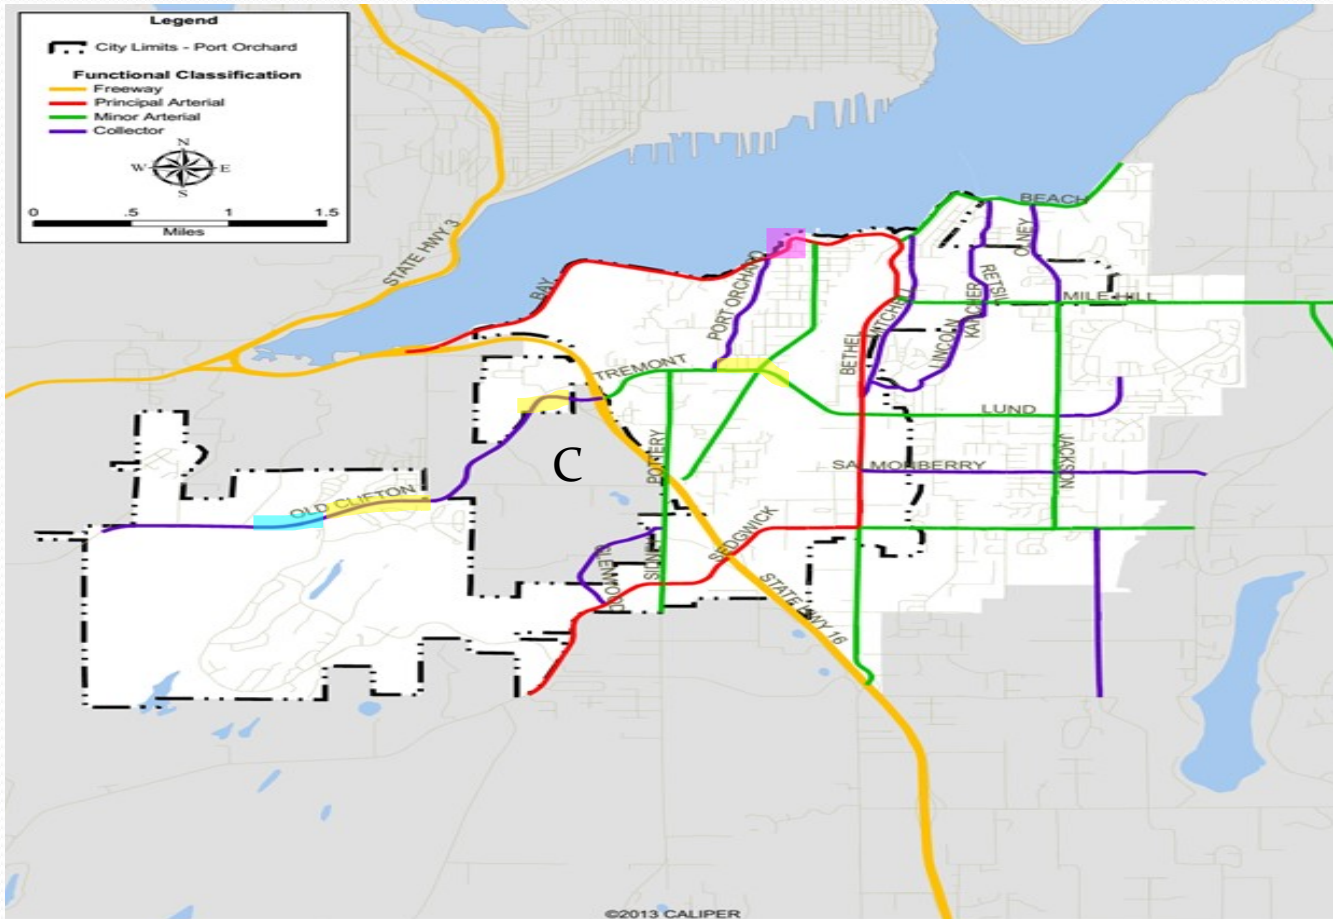 Legend
City Limits - Port Orchard
Functional Classification
Freeway
Principal Arterial
Minor Arterial
Collector
N
W E
S
0 .5 1 1.5
Miles
STATE HWY 3
BAY
PORT ORCHARD
BEACH
OLNEY
RETSIL
KARCHER
MILE HILL
MITCHELL
LINCOLN
BETHEL
TREMONT
LUND
C
POTTERY
SALMONBERRY
JACKSON
OLD CLIFTON
SEDGWICK
SIDNEY
GLENWOOD
STATE HWY 16
©2013 CALIPER